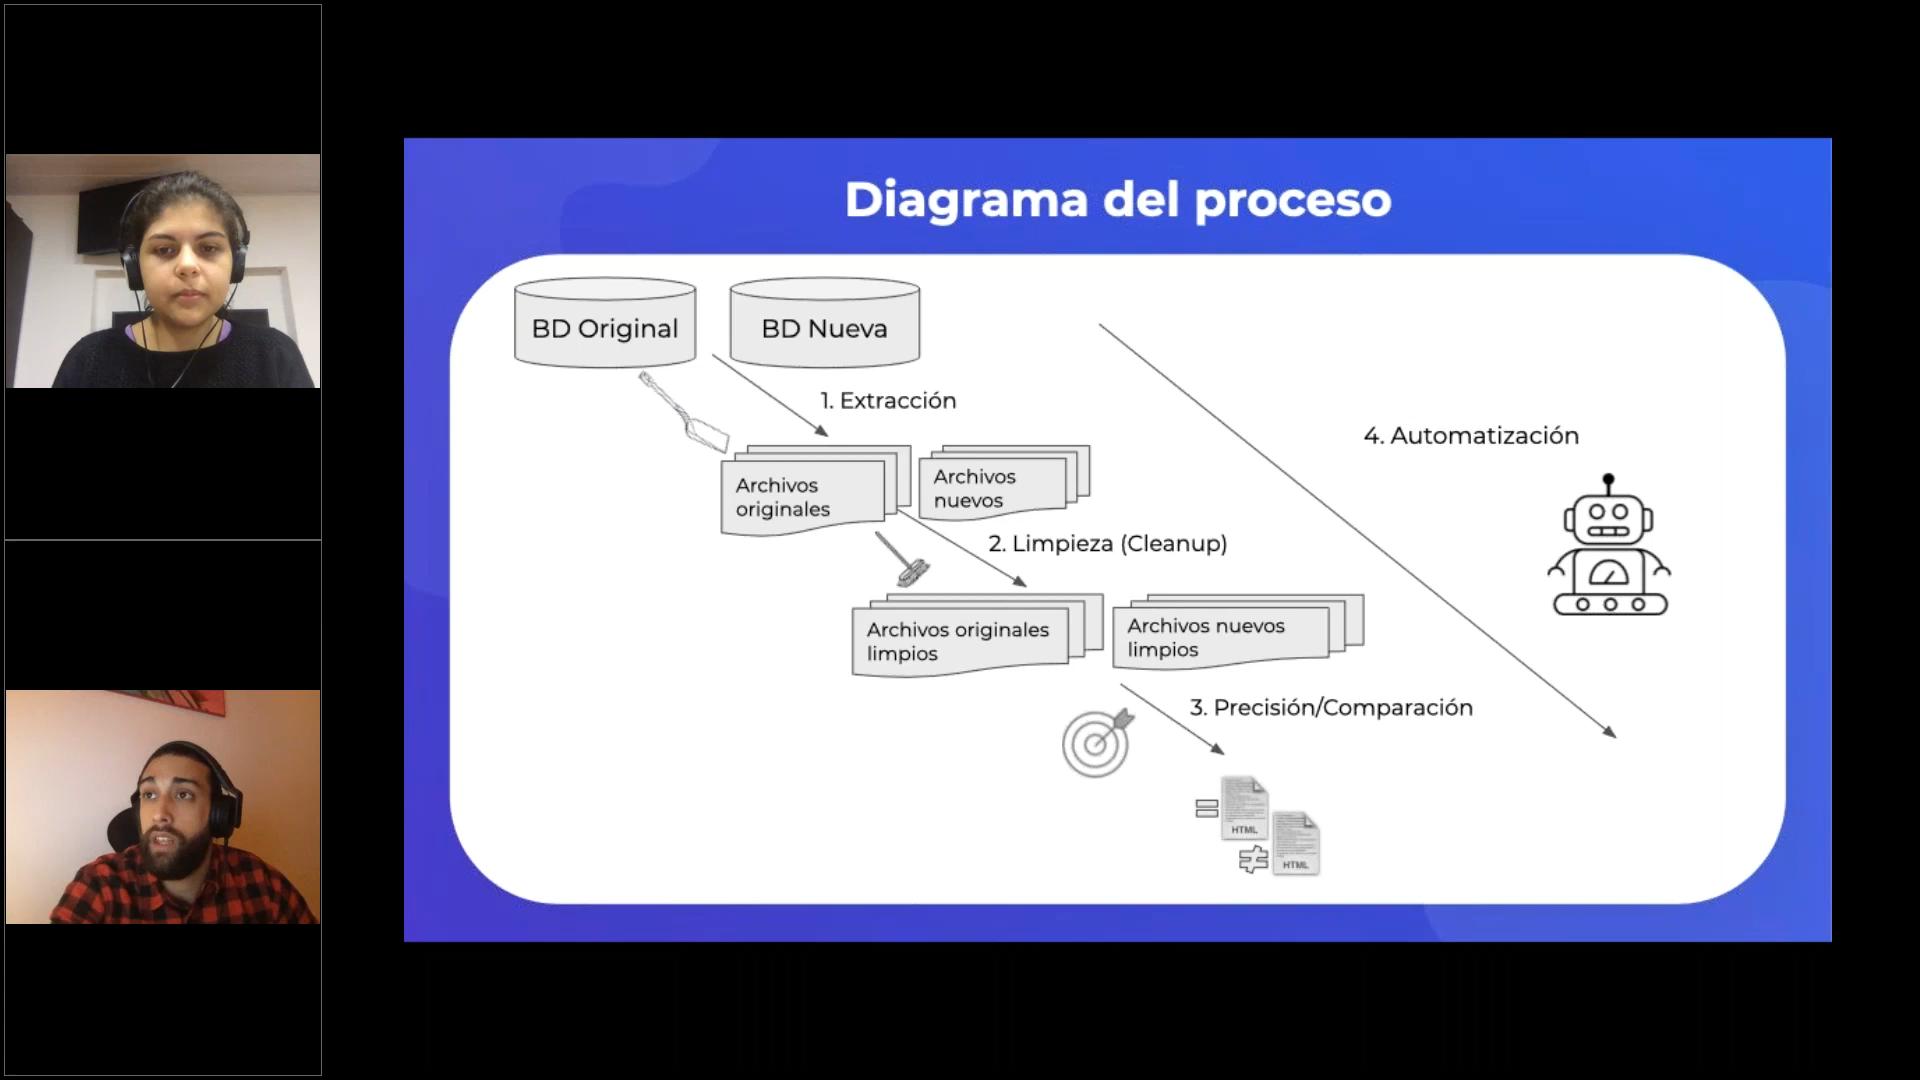 Diagrama del proceso
BD Original
BD Nueva
1. Extracción
4. Automatización
Archivos
originales
Archivos
nuevos
2. Limpieza (Cleanup)
Archivos originales
limpios
Archivos nuevos
limpios
3. Precisión/Comparación
=
HTML
≠
HTML